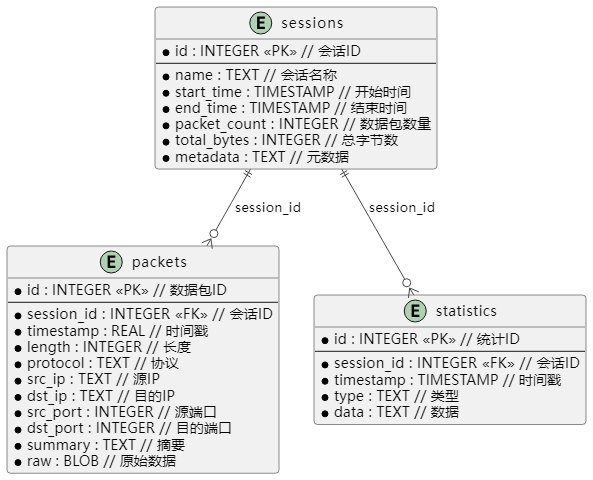 E sessions
id : INTEGER «PK» // 会话ID
name : TEXT // 会话名称
start_time : TIMESTAMP // 开始时间
end_time : TIMESTAMP // 结束时间
packet_count : INTEGER // 数据包数量
total_bytes : INTEGER // 总字节数
metadata : TEXT // 元数据
session_id
session_id
E packets
id : INTEGER «PK» // 数据包ID
session_id : INTEGER «FK» // 会话ID
timestamp : REAL // 时间戳
length : INTEGER // 长度
protocol : TEXT // 协议
src_ip : TEXT // 源IP
dst_ip : TEXT // 目的IP
src_port : INTEGER // 源端口
dst_port : INTEGER // 目的端口
summary : TEXT // 摘要
raw : BLOB // 原始数据
E statistics
id : INTEGER «PK» // 统计ID
session_id : INTEGER «FK» // 会话ID
timestamp : TIMESTAMP // 时间戳
type : TEXT // 类型
data : TEXT // 数据